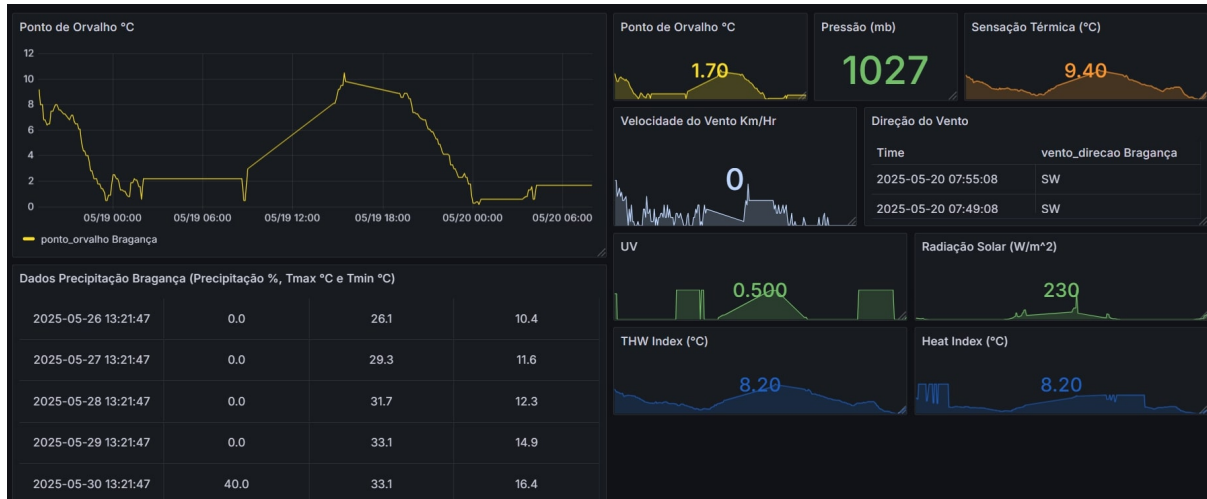 Ponto de Orvalho °C
12
10
8
6
4
2
0
05/19 00:00 05/19 06:00 05/19 12:00 05/19 18:00 05/20 00:00 05/20 06:00
ponto_orvalho Bragança
Dados Precipitação Bragança (Precipitação %, Tmax °C e Tmin °C)
2025-05-26 13:21:47 0.0 26.1 10.4
2025-05-27 13:21:47 0.0 29.3 11.6
2025-05-28 13:21:47 0.0 31.7 12.3
2025-05-29 13:21:47 0.0 33.1 14.9
2025-05-30 13:21:47 40.0 33.1 16.4
Ponto de Orvalho °C
1.70
Pressão (mb)
1027
Sensação Térmica (°C)
9.40
Velocidade do Vento Km/Hr
0
Direção do Vento
Time vento_direcao Bragança
2025-05-20 07:55:08 SW
2025-05-20 07:49:08 SW
UV
0.500
Radiação Solar (W/m^2)
230
THW Index (°C)
8.20
Heat Index (°C)
8.20